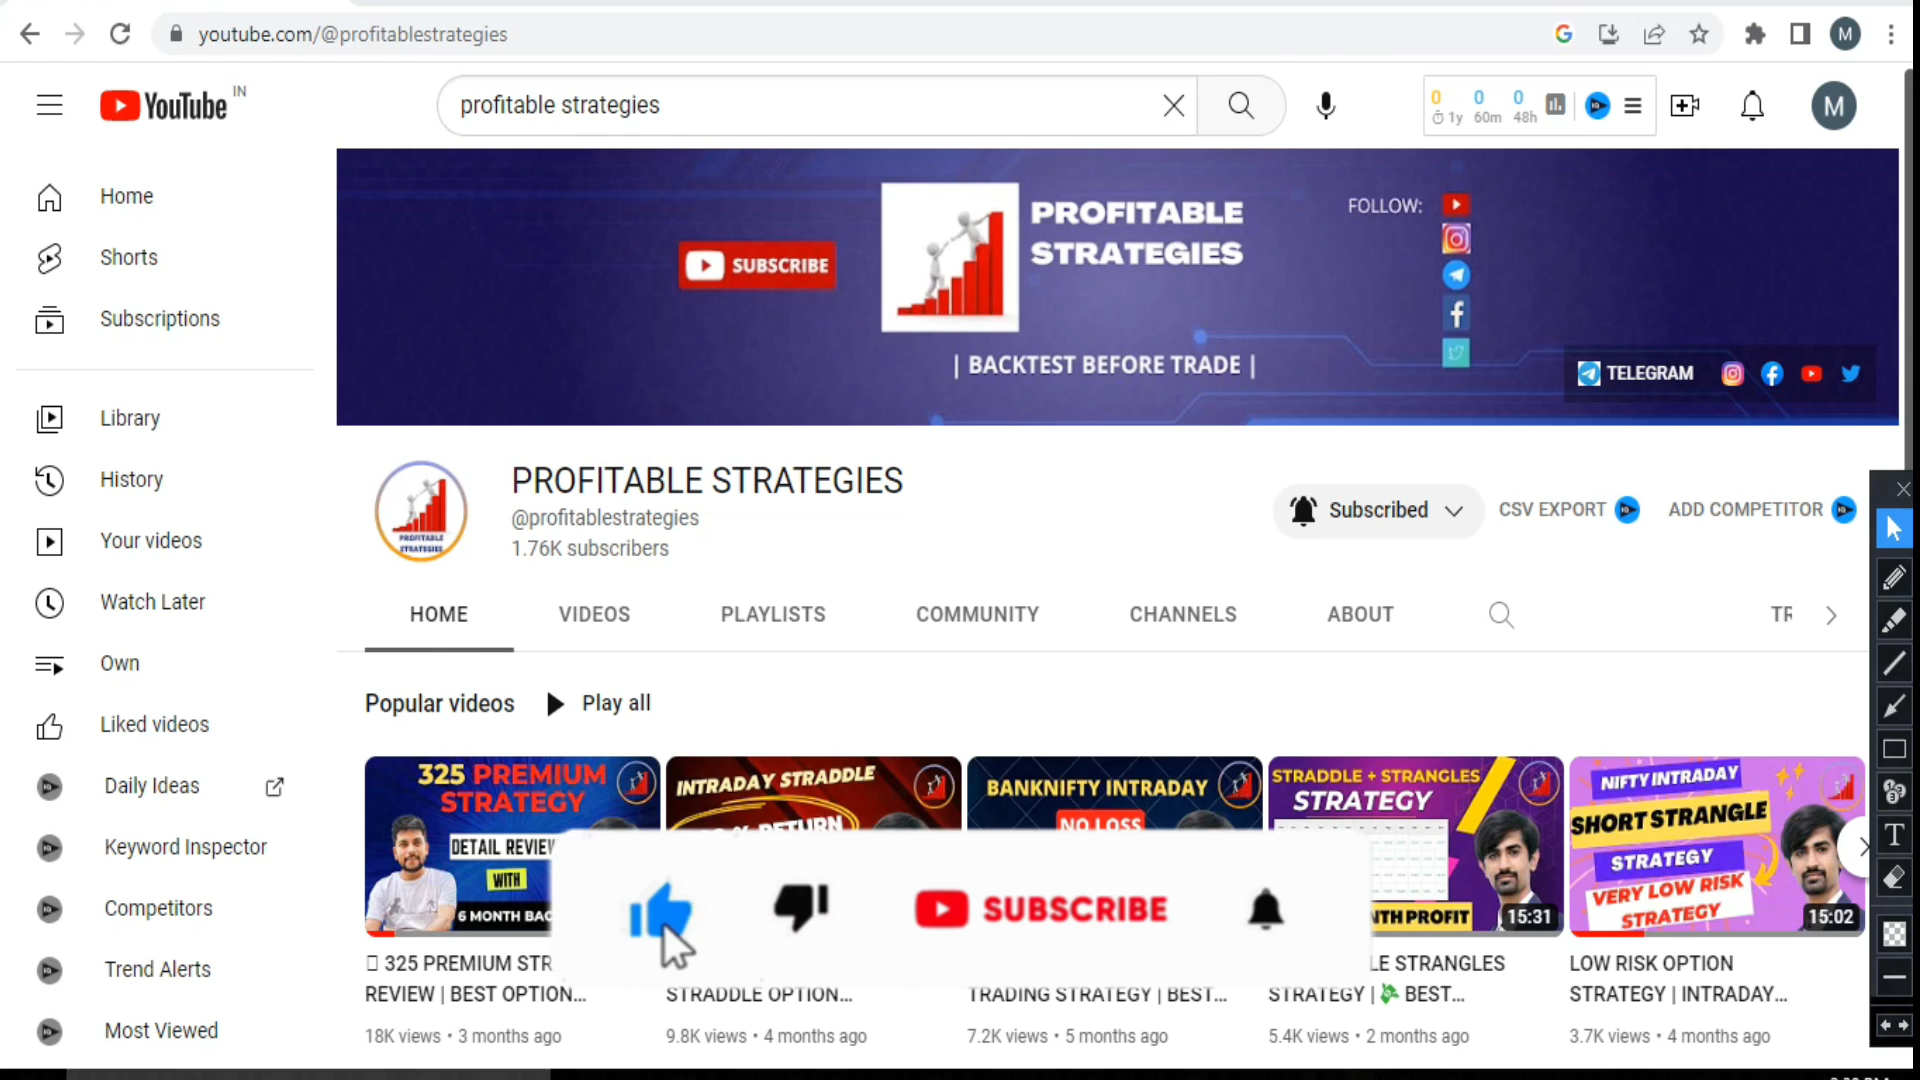 youtube.com/@profitablestrategies
M
YouTube IN
profitable strategies
0 0 0
1y 60m 48h
M
Home
Shorts
Subscriptions
Library
History
Your videos
Watch Later
Own
Liked videos
Daily Ideas
Keyword Inspector
Competitors
Trend Alerts
Most Viewed
SUBSCRIBE
PROFITABLE
STRATEGIES
| BACKTEST BEFORE TRADE |
FOLLOW:
TELEGRAM
PROFITABLE
STRATEGIES
PROFITABLE STRATEGIES
@profitablestrategies
1.76K subscribers
Subscribed
CSV EXPORT
ADD COMPETITOR
HOME
VIDEOS
PLAYLISTS
COMMUNITY
CHANNELS
ABOUT
TR
Popular videos
Play all
325 PREMIUM
STRATEGY
DETAIL REVIEW
WITH
6 MONTH BAC
325 PREMIUM STR
REVIEW | BEST OPTION...
18K views • 3 months ago
INTRADAY STRADDLE
% RETURN
STRADDLE OPTION...
9.8K views • 4 months ago
BANKNIFTY INTRADAY
NO LOSS
TRADING STRATEGY | BEST...
7.2K views • 5 months ago
STRADDLE + STRANGLES
STRATEGY
NTH PROFIT
15:31
LE STRANGLES
STRATEGY | 💸 BEST...
5.4K views • 2 months ago
NIFTY INTRADAY
SHORT STRANGLE
STRATEGY
VERY LOW RISK
STRATEGY
15:02
LOW RISK OPTION
STRATEGY | INTRADAY...
3.7K views • 4 months ago
SUBSCRIBE
T